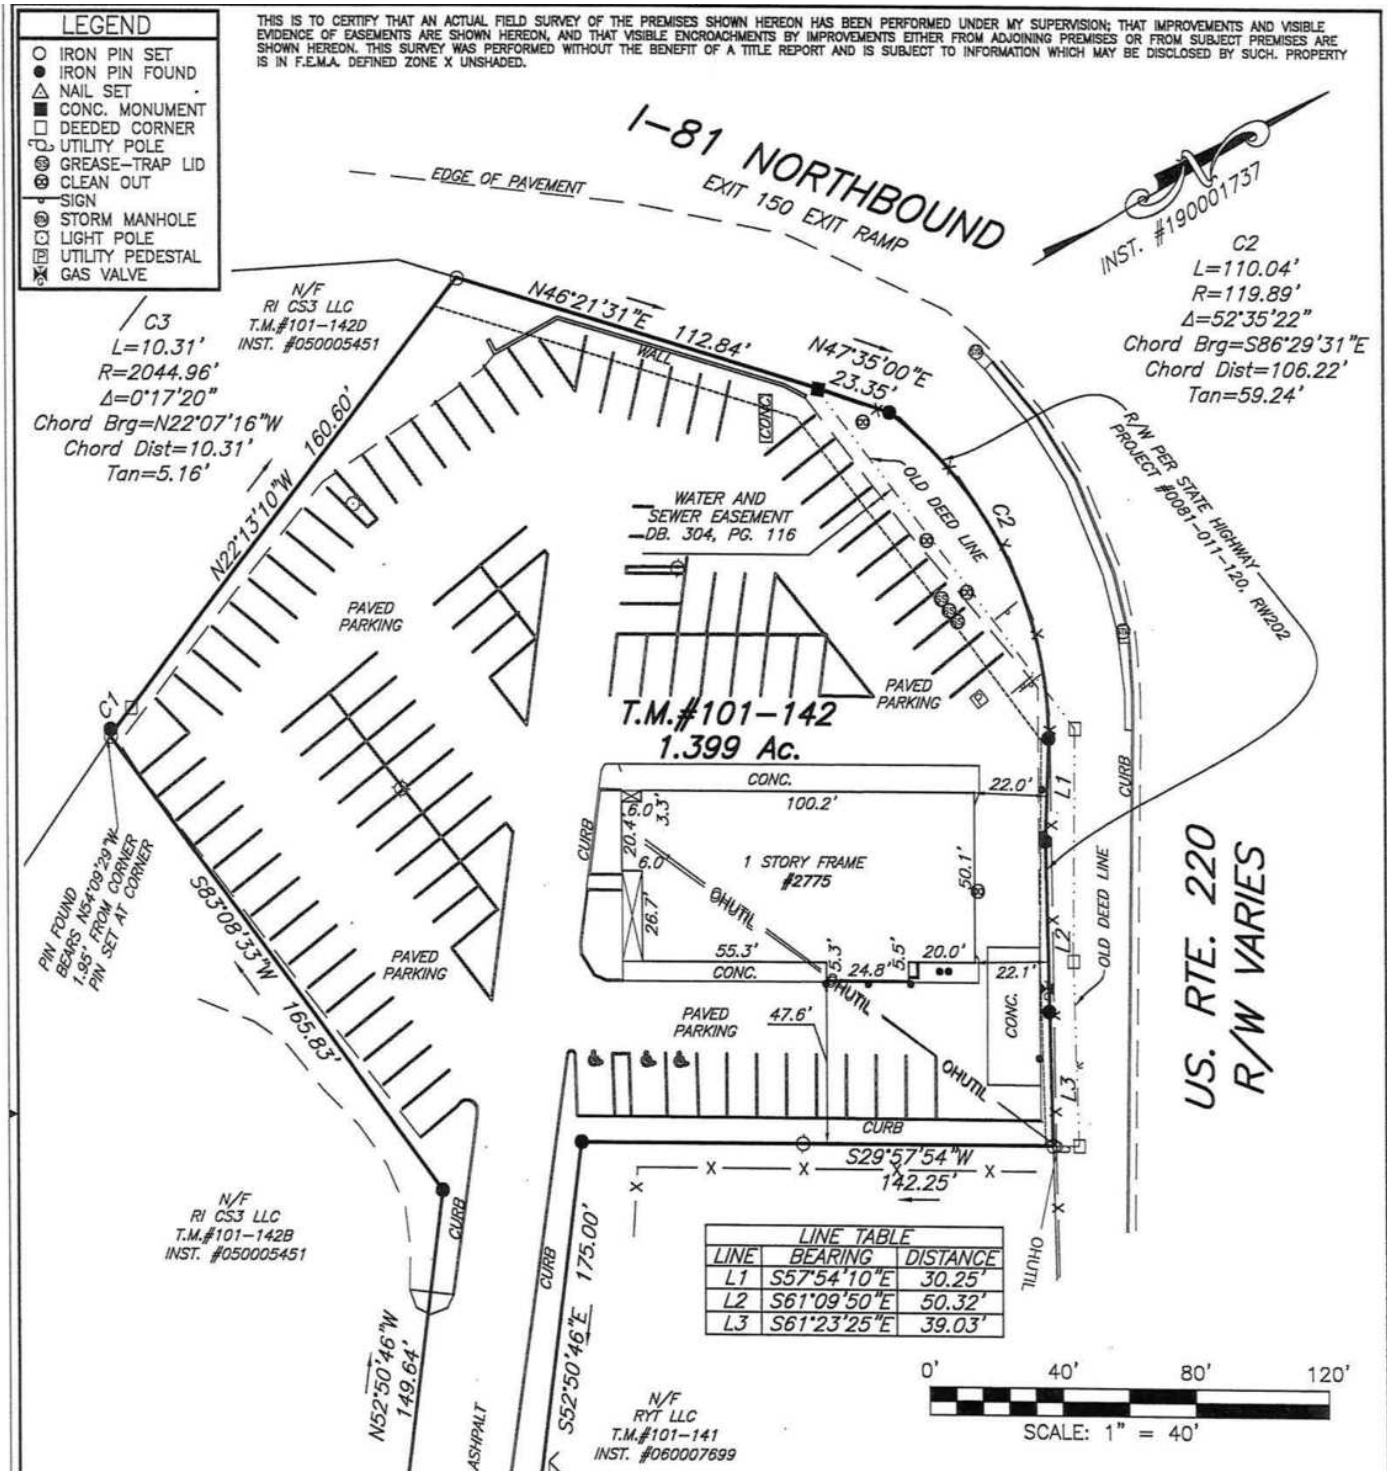 LEGEND
IRON PIN SET
IRON PIN FOUND
NAIL SET
CONC. MONUMENT
DEEDED CORNER
UTILITY POLE
GREASE-TRAP LID
CLEAN OUT
SIGN
STORM MANHOLE
LIGHT POLE
UTILITY PEDESTAL
GAS VALVE
THIS IS TO CERTIFY THAT AN ACTUAL FIELD SURVEY OF THE PREMISES SHOWN HEREON HAS BEEN PERFORMED UNDER MY SUPERVISION; THAT IMPROVEMENTS AND VISIBLE
EVIDENCE OF EASEMENTS ARE SHOWN HEREON, AND THAT VISIBLE ENCROACHMENTS BY IMPROVEMENTS EITHER FROM ADJOINING PREMISES OR FROM SUBJECT PREMISES ARE
SHOWN HEREON. THIS SURVEY WAS PERFORMED WITHOUT THE BENEFIT OF A TITLE REPORT AND IS SUBJECT TO INFORMATION WHICH MAY BE DISCLOSED BY SUCH. PROPERTY
IS IN F.E.M.A. DEFINED ZONE X UNSHADED.
I-81 NORTHBOUND
EXIT 150 EXIT RAMP
EDGE OF PAVEMENT
N
INST. #190001737
C2
L=110.04'
R=119.89'
Δ=52°35'22"
Chord Brg=S86°29'31"E
Chord Dist=106.22'
Tan=59.24'
N/F
RI CS3 LLC
T.M.#101-142D
INST. #050005451
C3
L=10.31'
R=2044.96'
Δ=0°17'20"
Chord Brg=N22°07'16"W
Chord Dist=10.31'
Tan=5.16'
N46°21'31"E 112.84'
WALL
N47°35'00"E
23.35'
CONC.
N22°13'10"W 160.60'
R/W PER STATE HIGHWAY
PROJECT #0081-011-120, RW202
OLD DEED LINE
C2
WATER AND
SEWER EASEMENT
DB. 304, PG. 116
PAVED
PARKING
PAVED
PARKING
T.M.#101-142
1.399 Ac.
C1
PIN FOUND
BEARS N54°09'29"W
1.95' FROM CORNER
PIN SET AT CORNER
CONC.
100.2'
22.0'
L1
CURB
CURB
6.0'
3.3'
20.4'
6.0'
26.7'
1 STORY FRAME
#2775
50.1'
OHUTIL
L2
OLD DEED LINE
US. RTE. 220
R/W VARIES
S83°08'33"W 165.83'
PAVED
PARKING
55.3'
CONC.
5.3'
24.8'
5.5'
20.0'
22.1'
OHUTIL
CONC.
PAVED
PARKING
47.6'
OHUTIL
L3
CURB
S29°57'54"W
142.25'
N/F
RI CS3 LLC
T.M.#101-142B
INST. #050005451
CURB
CURB
S52°50'46"E 175.00'
OHUTIL
LINE TABLE
LINE BEARING DISTANCE
L1 S57°54'10"E 30.25'
L2 S61°09'50"E 50.32'
L3 S61°23'25"E 39.03'
N52°50'46"W
149.64'
ASHPALT
N/F
RYT LLC
T.M.#101-141
INST. #060007699
0' 40' 80' 120'
SCALE: 1" = 40'